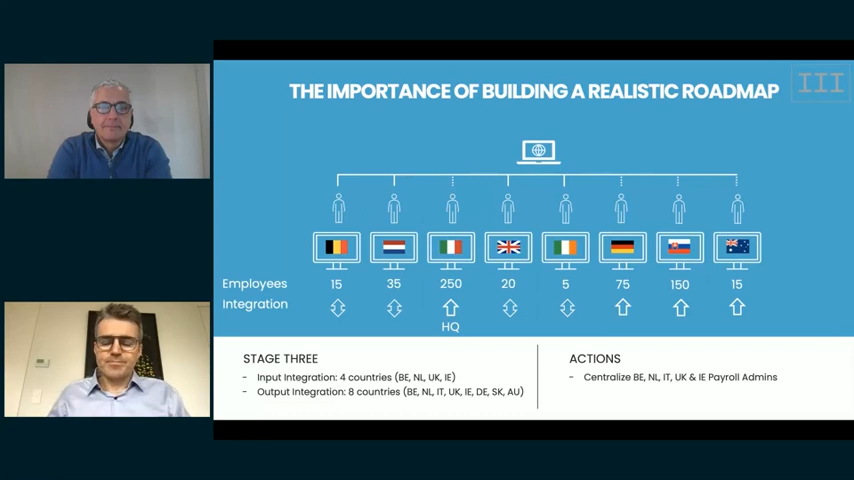 THE IMPORTANCE OF BUILDING A REALISTIC ROADMAP
III
Employees 15 35 250 20 5 75 150 15
Integration
HQ
STAGE THREE
- Input Integration: 4 countries (BE, NL, UK, IE)
- Output Integration: 8 countries (BE, NL, IT, UK, IE, DE, SK, AU)
ACTIONS
- Centralize BE, NL, IT, UK & IE Payroll Admins